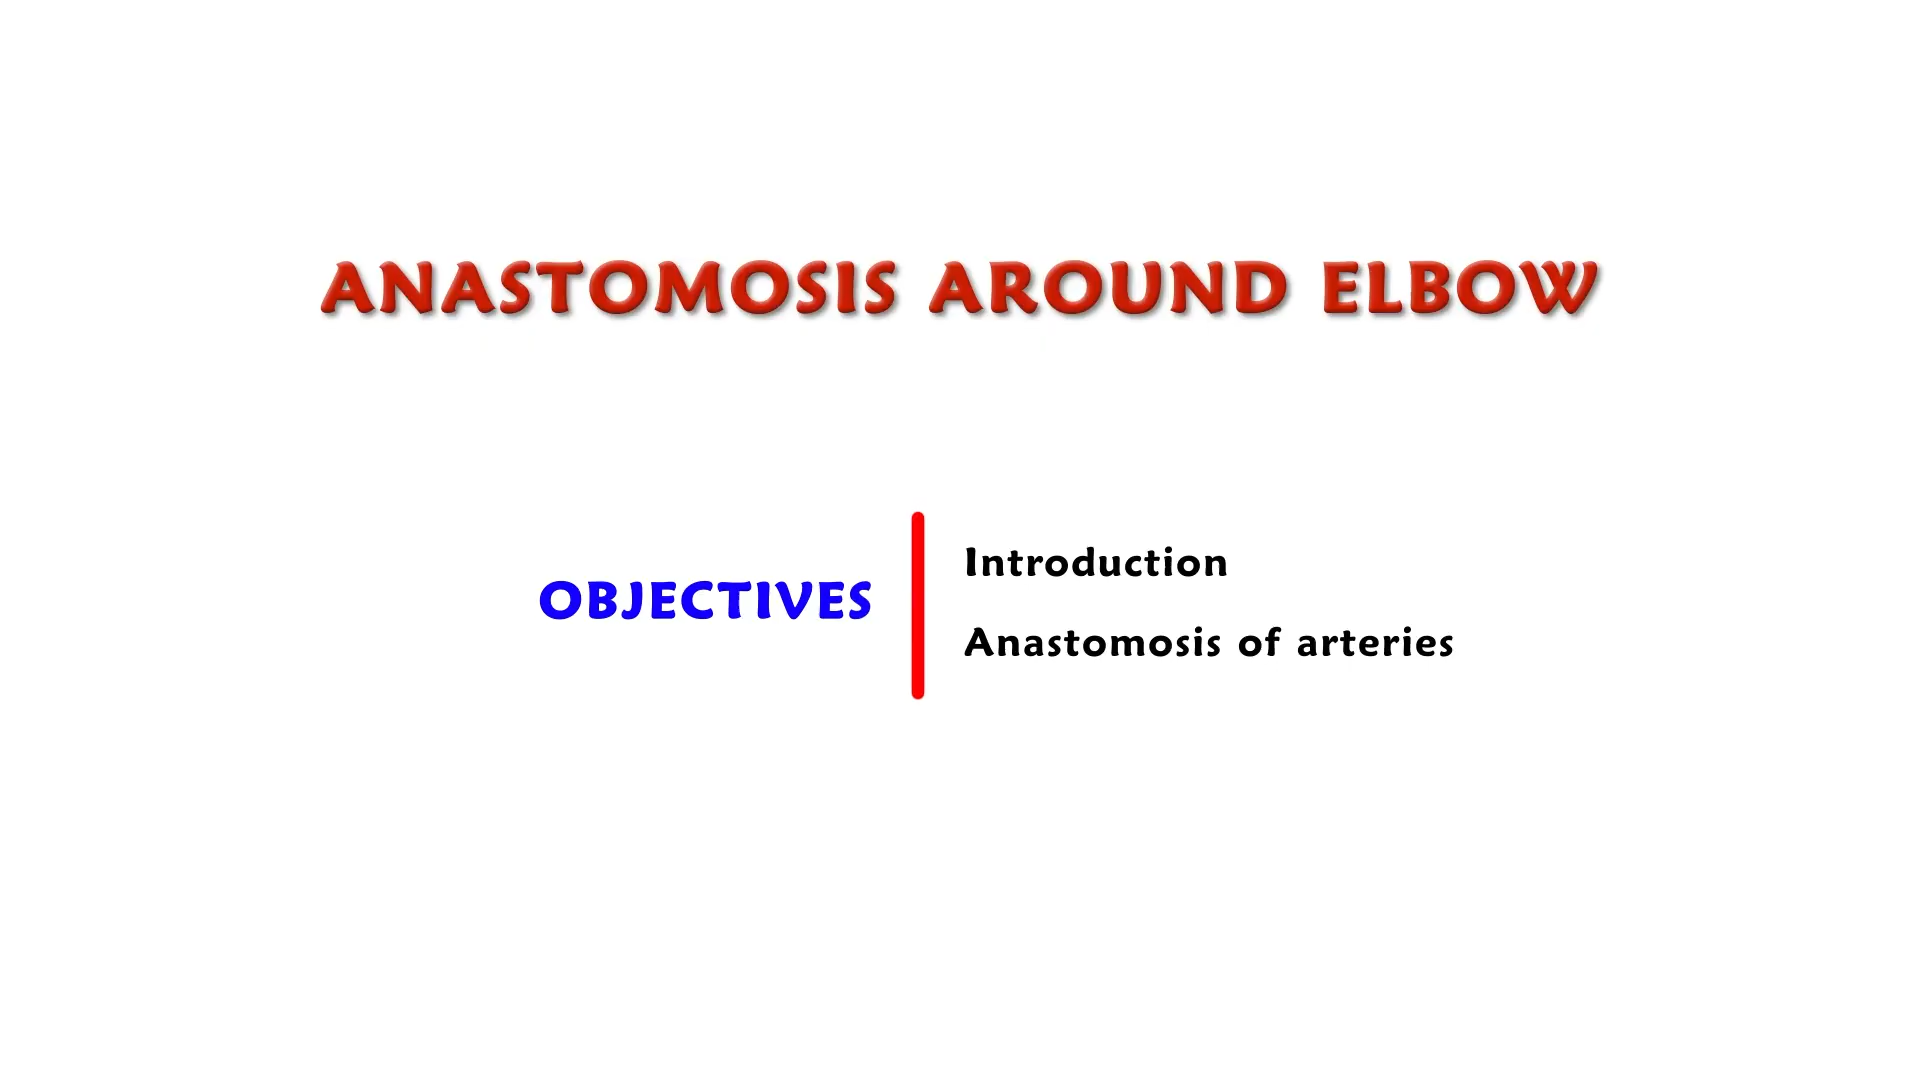 ANASTOMOSIS AROUND ELBOW
OBJECTIVES
Introduction
Anastomosis of arteries